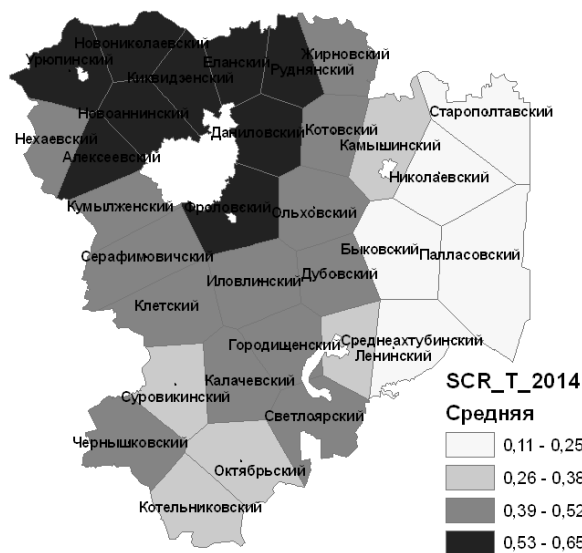 Новониколаевский
Урюпинский
Киквидзенский
Еланский
Руднянский
Жирновский
Новоаннинский
Нехаевский
Алексеевский
Даниловский
Котовский
Камышинский
Старополтавский
Николаевский
Кумылженский
Фроловский
Ольховский
Серафимовичский
Быковский
Палласовский
Иловлинский
Дубовский
Клетский
Городищенский
Среднеахтубинский
Ленинский
Калачевский
Суровикинский
Светлоярский
Чернышковский
Октябрьский
Котельниковский
SCR_T_2014
Средняя
0,11 - 0,25
0,26 - 0,38
0,39 - 0,52
0,53 - 0,65